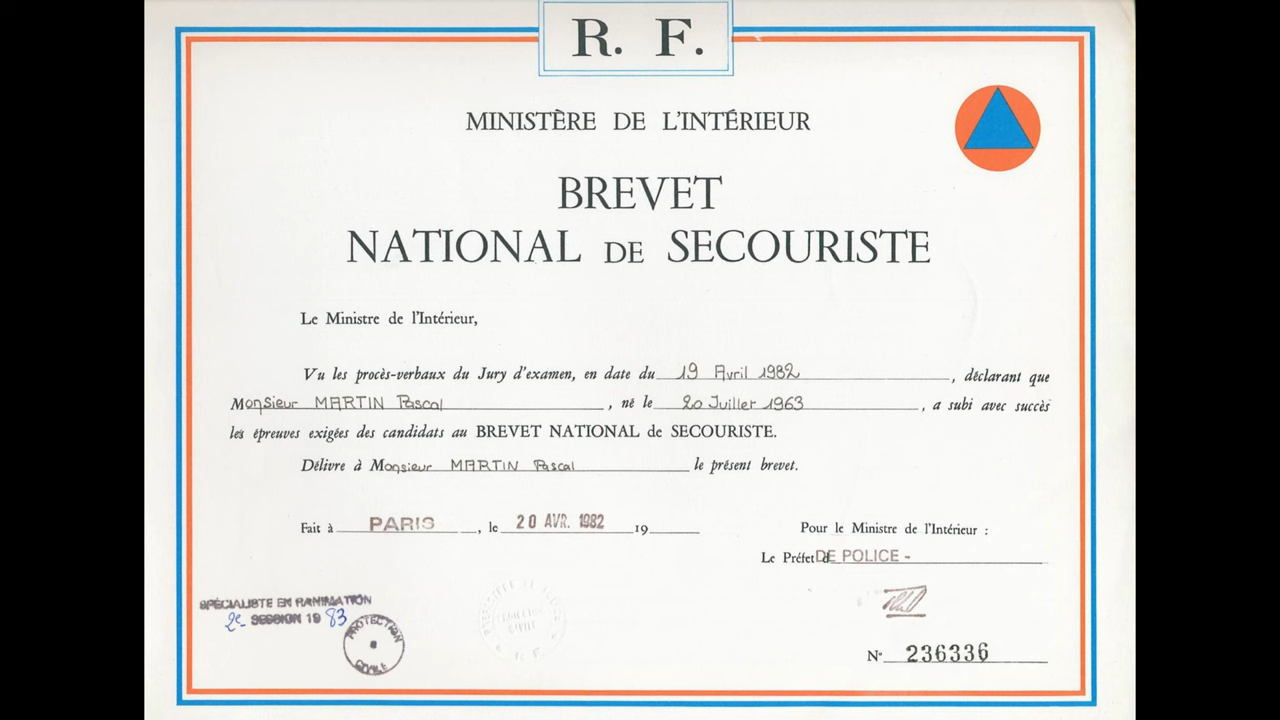 R. F.
MINISTÈRE DE L'INTÉRIEUR
BREVET
NATIONAL DE SECOURISTE
Le Ministre de l'Intérieur,
Vu les procès-verbaux du Jury d'examen, en date du 19 Avril 1982, déclarant que
Monsieur MARTIN Pascal, né le 20 Juillet 1963, a subi avec succès
les épreuves exigées des candidats au BREVET NATIONAL de SECOURISTE.
Délivre à Monsieur MARTIN Pascal le présent brevet.
Fait à PARIS, le 20 AVR. 1982 19
Pour le Ministre de l'Intérieur :
Le Préfet DE POLICE -
SPÉCIALISTE EN RANIMATION
2e SESSION 19 83
PROTECTION
CIVILE
N° 236336